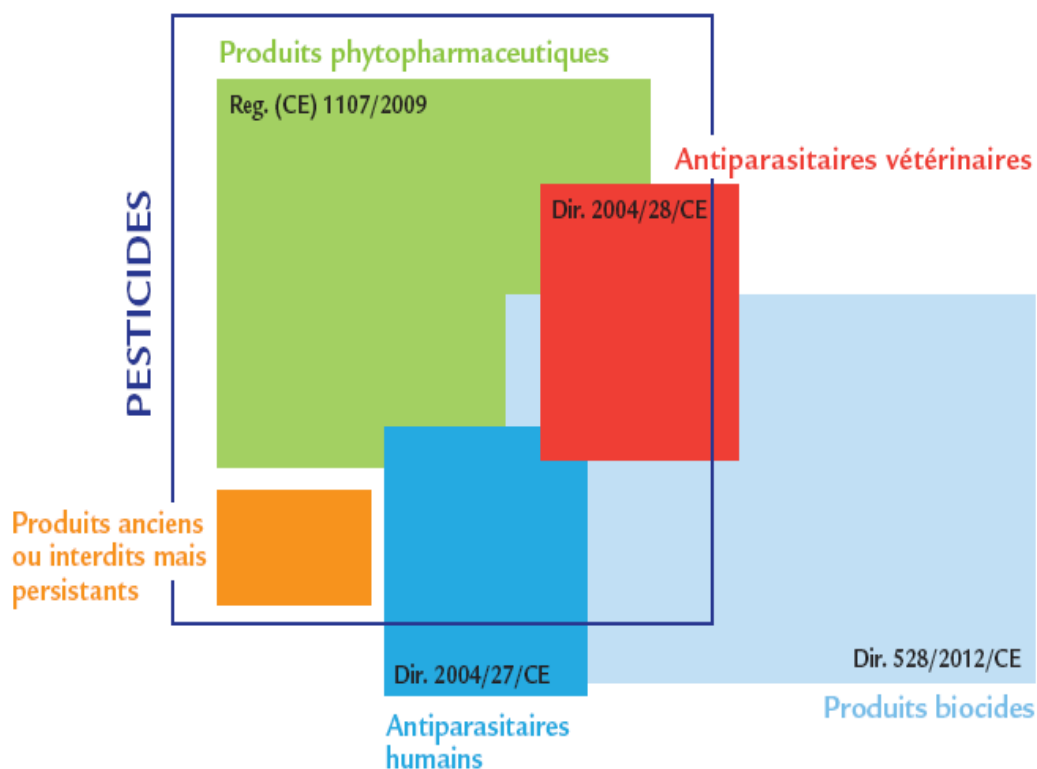 Produits phytopharmaceutiques
Reg. (CE) 1107/2009
Antiparasitaires vétérinaires
Dir. 2004/28/CE
PESTICIDES
Produits anciens
ou interdits mais
persistants
Dir. 528/2012/CE
Dir. 2004/27/CE
Produits biocides
Antiparasitaires
humains